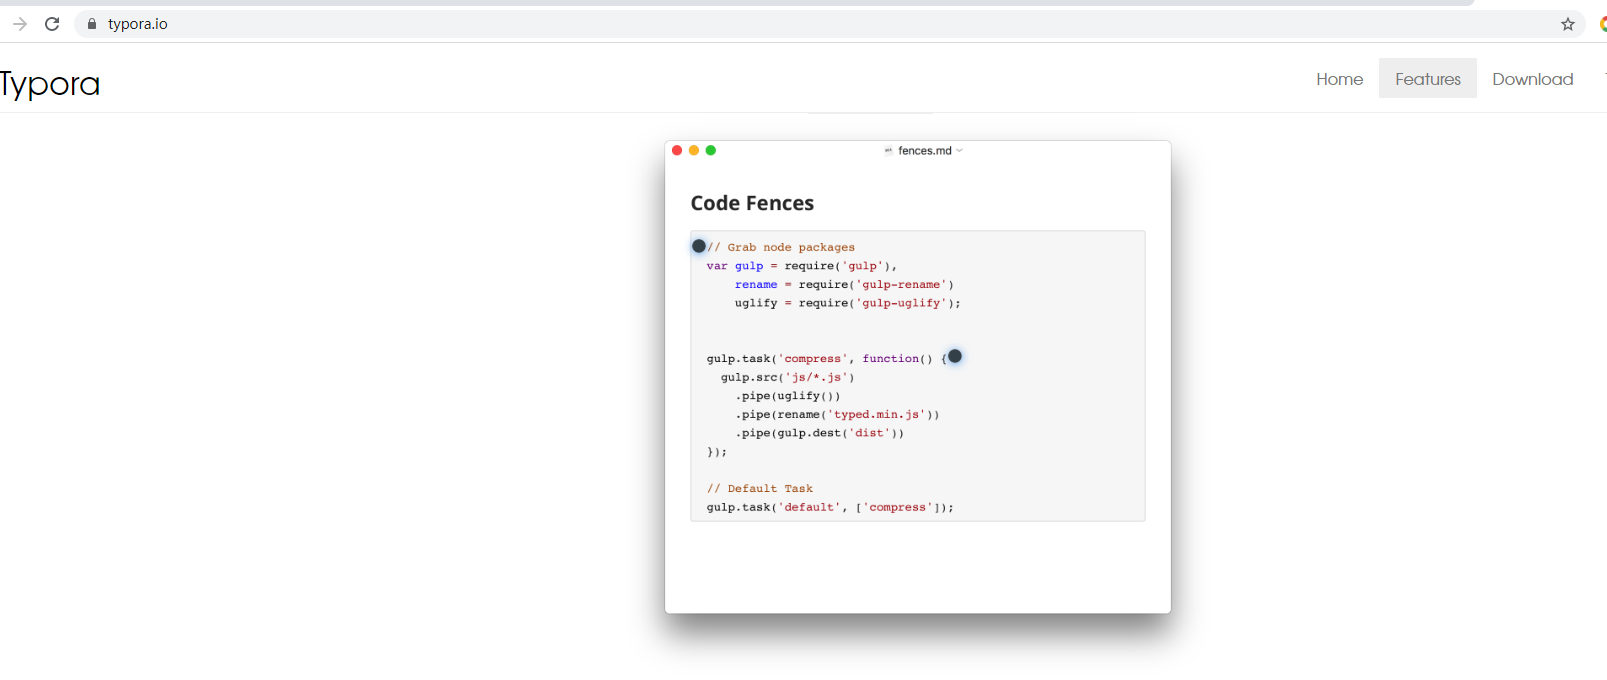 typora.io
Typora
Home Features Download
fences.md
Code Fences
// Grab node packages
var gulp = require('gulp'),
rename = require('gulp-rename')
uglify = require('gulp-uglify');
gulp.task('compress', function() {
gulp.src('js/*.js')
.pipe(uglify())
.pipe(rename('typed.min.js'))
.pipe(gulp.dest('dist'))
});
// Default Task
gulp.task('default', ['compress']);